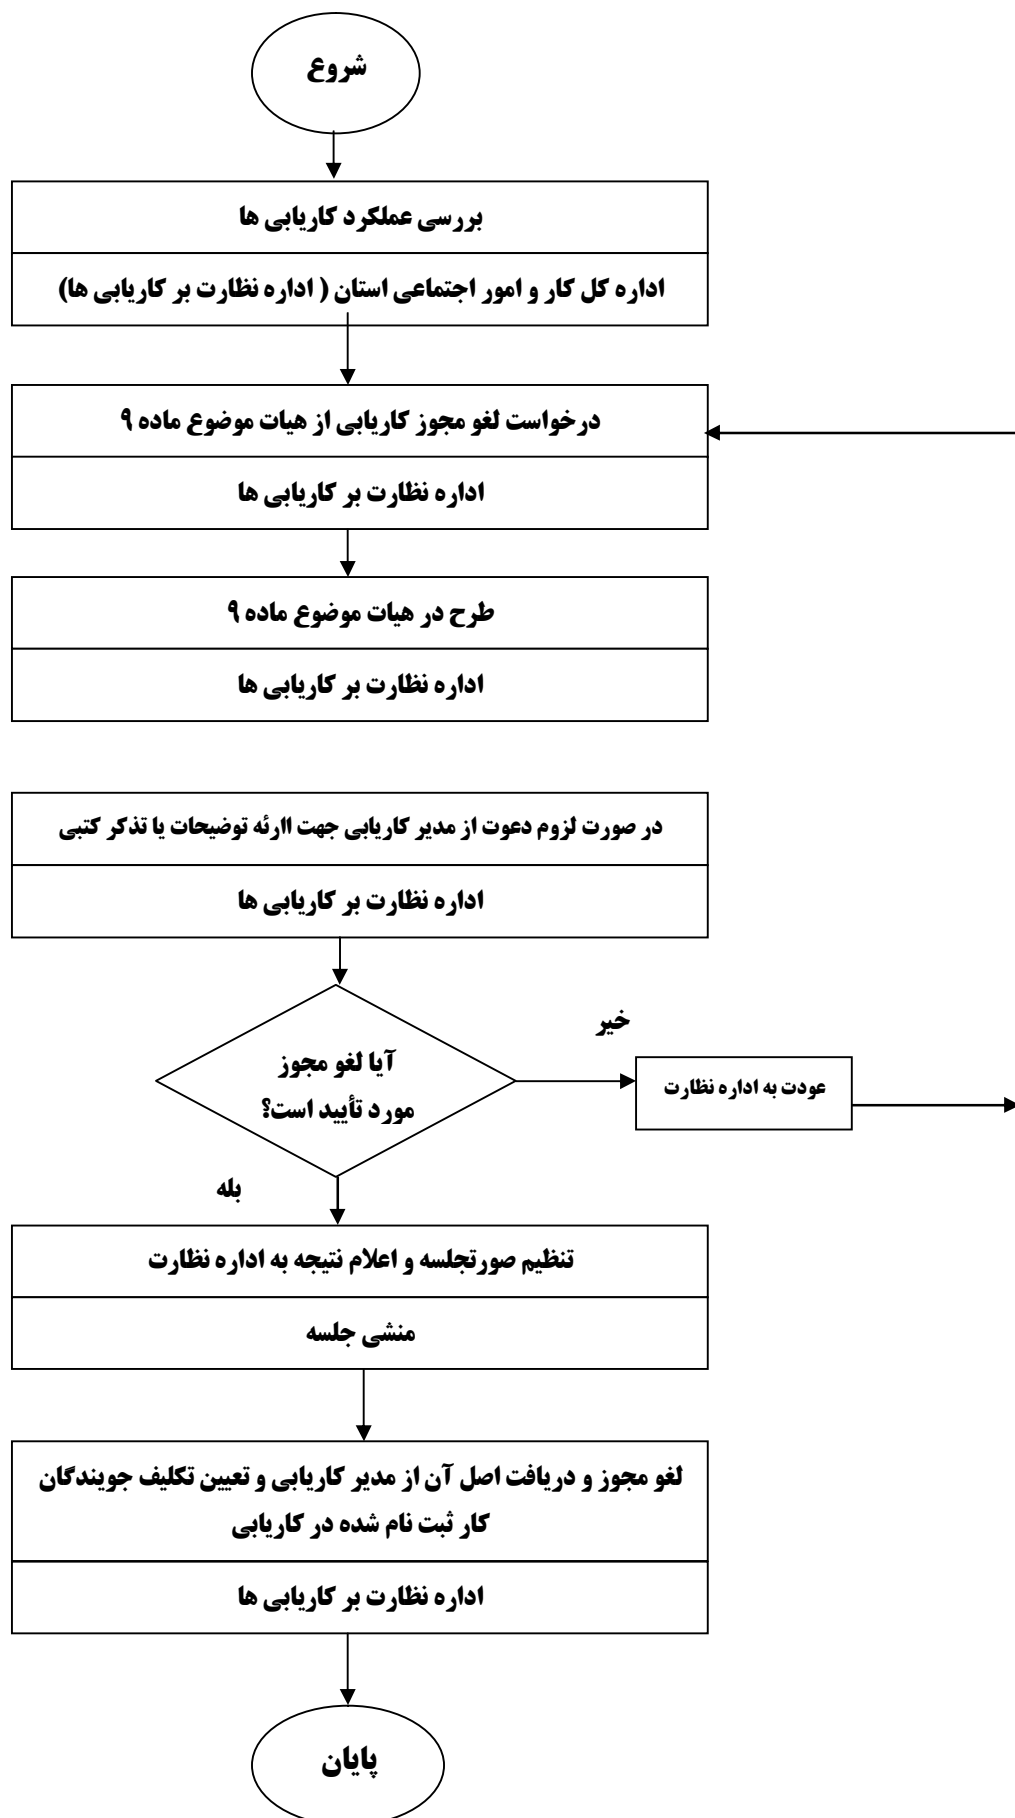 شروع
بررسی عملکرد کاریابی ها
اداره کل کار و امور اجتماعی استان ( اداره نظارت بر کاریابی ها)
درخواست لغو مجوز کاریابی از هیات موضوع ماده ۹
اداره نظارت بر کاریابی ها
طرح در هیات موضوع ماده ۹
اداره نظارت بر کاریابی ها
در صورت لزوم دعوت از مدیر کاریابی جهت اارئه توضیحات یا تذکر کتبی
اداره نظارت بر کاریابی ها
خیر
آیا لغو مجوز
مورد تأیید است؟
عودت به اداره نظارت
بله
تنظیم صورتجلسه و اعلام نتیجه به اداره نظارت
منشی جلسه
لغو مجوز و دریافت اصل آن از مدیر کاریابی و تعیین تکلیف جویندگان
کار ثبت نام شده در کاریابی
اداره نظارت بر کاریابی ها
پایان